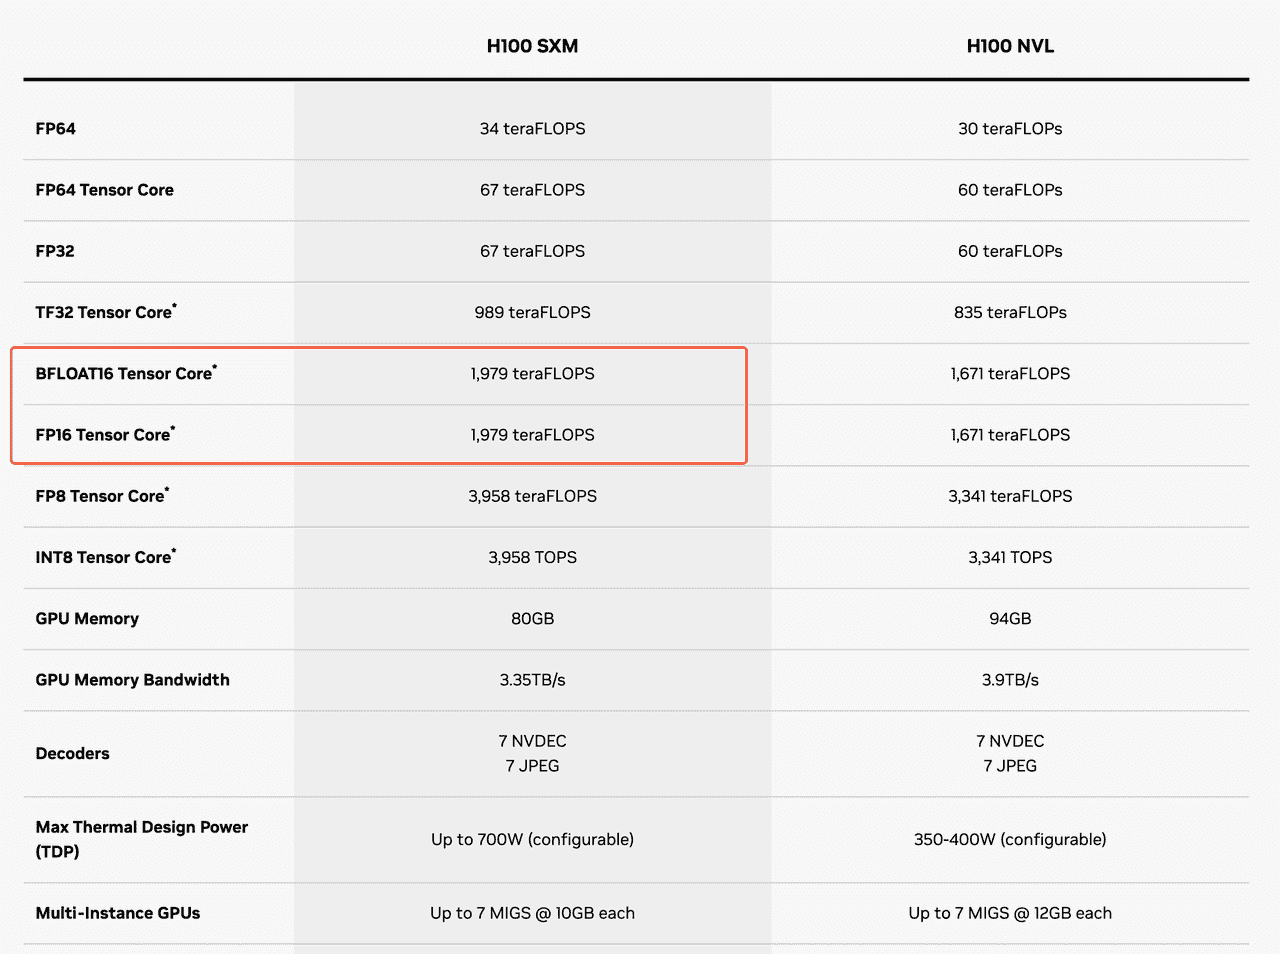 H100 SXM H100 NVL
FP64 34 teraFLOPS 30 teraFLOPs
FP64 Tensor Core 67 teraFLOPS 60 teraFLOPs
FP32 67 teraFLOPS 60 teraFLOPs
TF32 Tensor Core* 989 teraFLOPS 835 teraFLOPs
BFLOAT16 Tensor Core* 1,979 teraFLOPS 1,671 teraFLOPS
FP16 Tensor Core* 1,979 teraFLOPS 1,671 teraFLOPS
FP8 Tensor Core* 3,958 teraFLOPS 3,341 teraFLOPS
INT8 Tensor Core* 3,958 TOPS 3,341 TOPS
GPU Memory 80GB 94GB
GPU Memory Bandwidth 3.35TB/s 3.9TB/s
Decoders 7 NVDEC 7 NVDEC
7 JPEG 7 JPEG
Max Thermal Design Power
(TDP) Up to 700W (configurable) 350-400W (configurable)
Multi-Instance GPUs Up to 7 MIGS @ 10GB each Up to 7 MIGS @ 12GB each